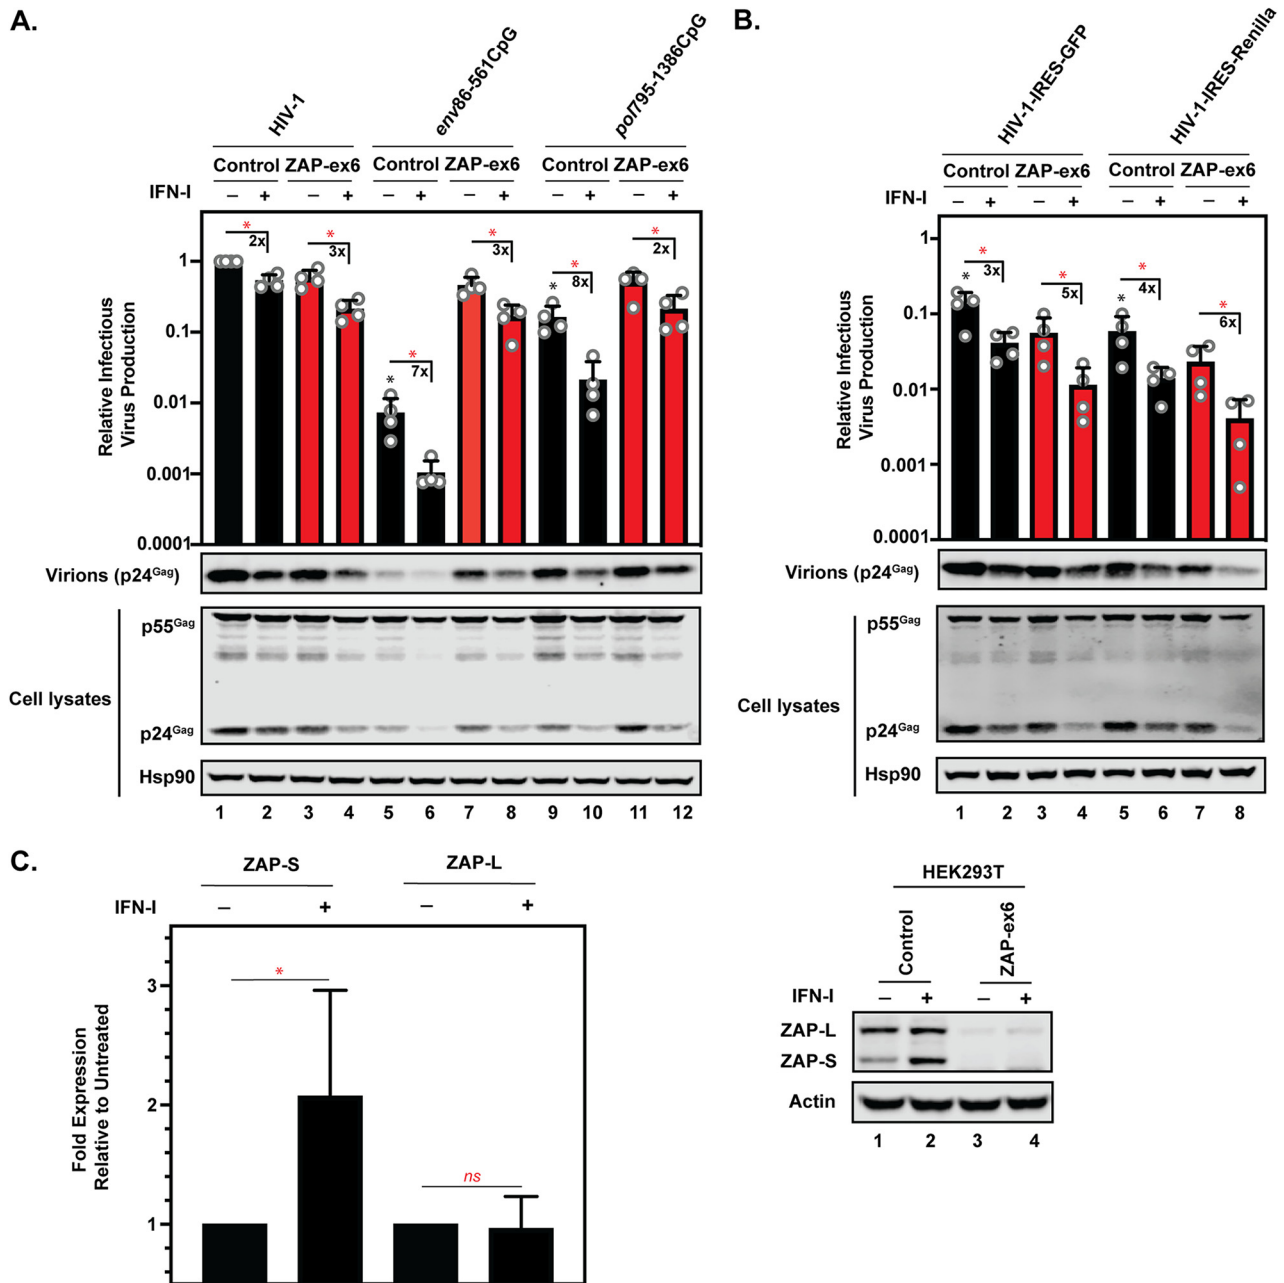 A.
HIV-1
env86-561CpG
pol795-1386CpG
Control ZAP-ex6 Control ZAP-ex6 Control ZAP-ex6
IFN-I – + – + – + – + – + – +
Relative Infectious
Virus Production
1
0.1
0.01
0.001
0.0001
* 2x
* 3x
* * 7x
* 3x
* * 8x
* 2x
Virions (p24Gag)
p55Gag
Cell lysates
p24Gag
Hsp90
1 2 3 4 5 6 7 8 9 10 11 12
B.
HIV-1-IRES-GFP
HIV-1-IRES-Renilla
Control ZAP-ex6 Control ZAP-ex6
IFN-I – + – + – + – +
Relative Infectious
Virus Production
1
0.1
0.01
0.001
0.0001
* * 3x
* 5x
* * 4x
* 6x
Virions (p24Gag)
p55Gag
Cell lysates
p24Gag
Hsp90
1 2 3 4 5 6 7 8
C.
ZAP-S ZAP-L
IFN-I – + – +
Fold Expression
Relative to Untreated
3
2
1
*
ns
HEK293T
Control
ZAP-ex6
IFN-I – + – +
ZAP-L
ZAP-S
Actin
1 2 3 4